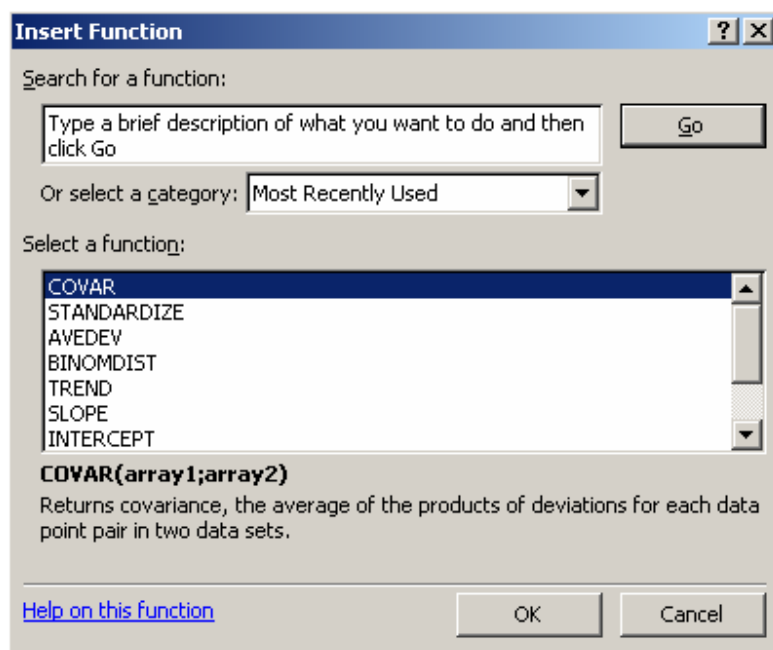 Insert Function
Search for a function:
Type a brief description of what you want to do and then
click Go
Go
Or select a category: Most Recently Used
Select a function:
COVAR
STANDARDIZE
AVEDEV
BINOMDIST
TREND
SLOPE
INTERCEPT
COVAR(array1;array2)
Returns covariance, the average of the products of deviations for each data
point pair in two data sets.
Help on this function
OK
Cancel